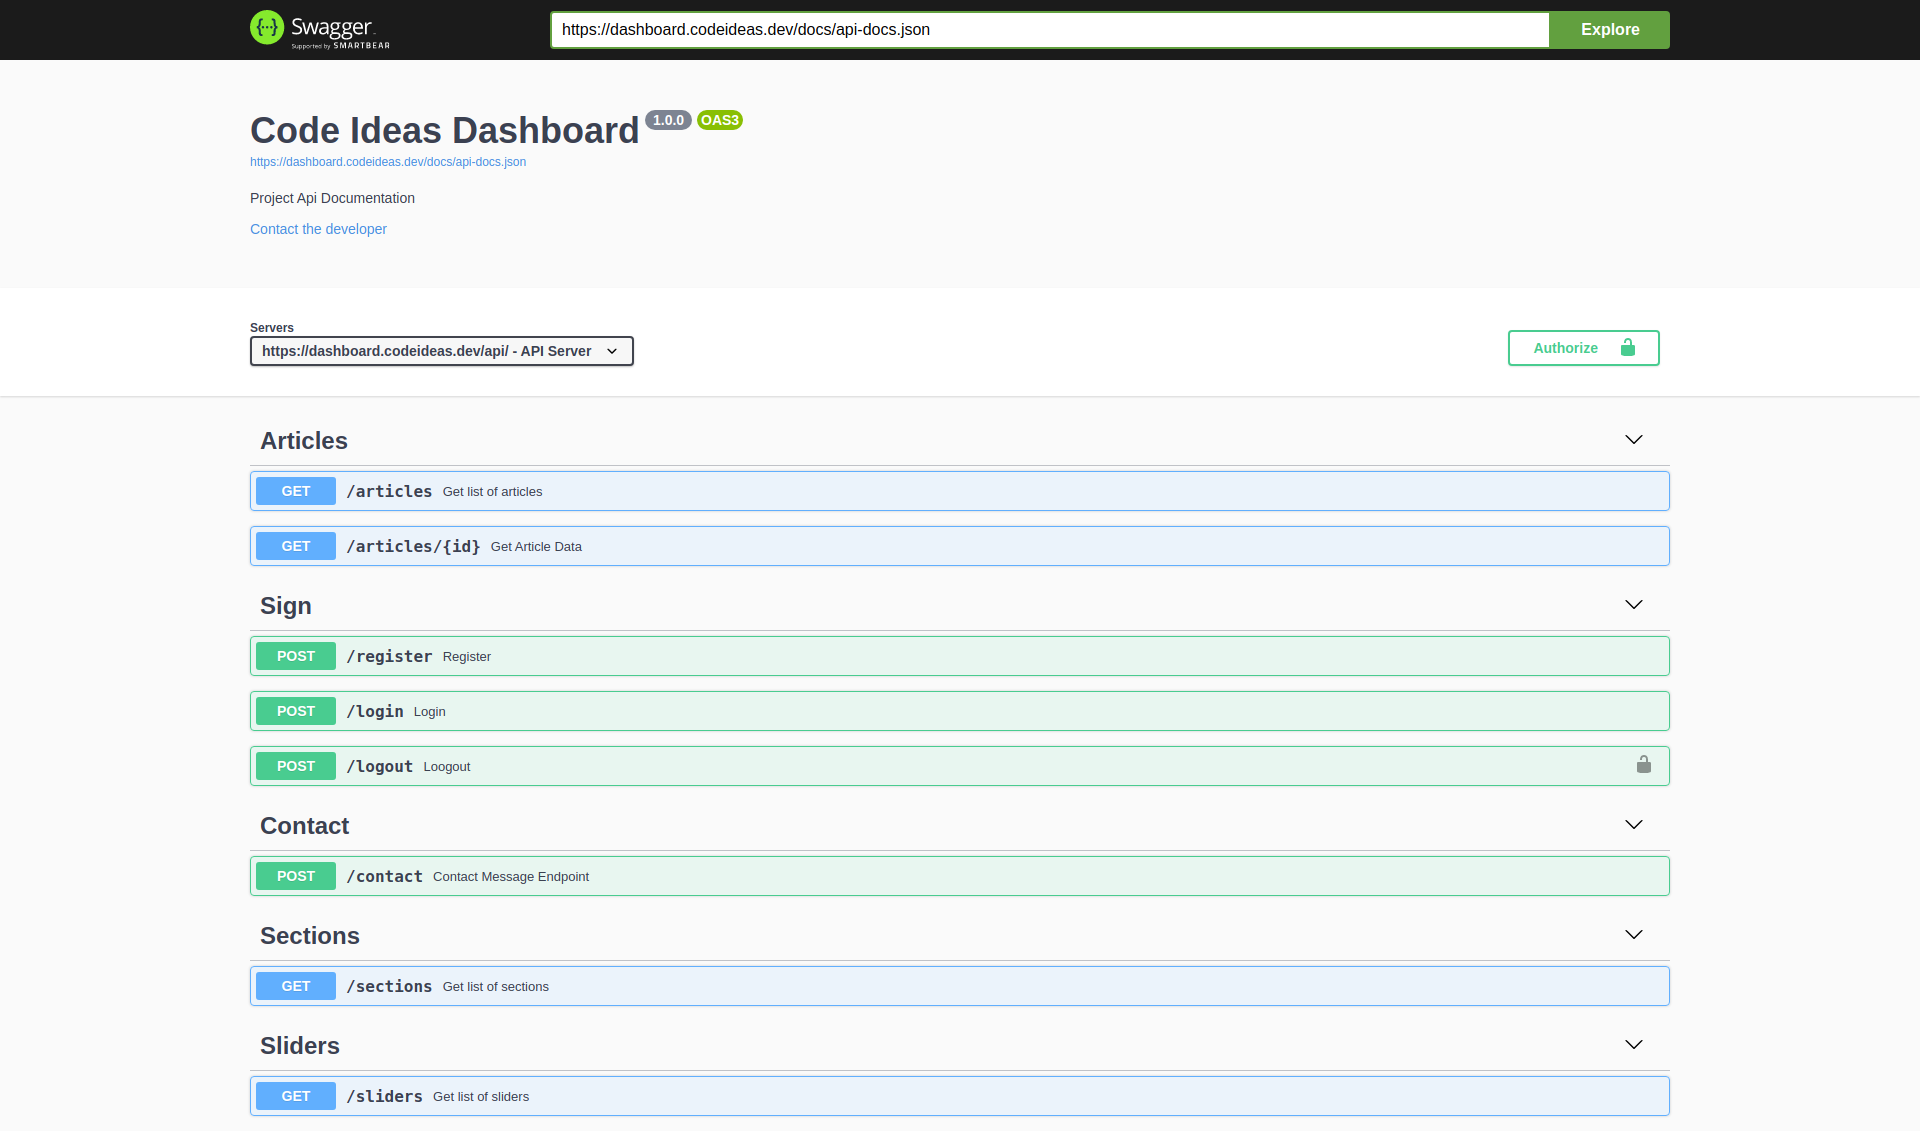 Swagger
Supported by SMARTBEAR
https://dashboard.codeideas.dev/docs/api-docs.json
Explore
Code Ideas Dashboard 1.0.0 OAS3
https://dashboard.codeideas.dev/docs/api-docs.json
Project Api Documentation
Contact the developer
Servers
https://dashboard.codeideas.dev/api/ - API Server
Authorize
Articles
GET /articles Get list of articles
GET /articles/{id} Get Article Data
Sign
POST /register Register
POST /login Login
POST /logout Loogout
Contact
POST /contact Contact Message Endpoint
Sections
GET /sections Get list of sections
Sliders
GET /sliders Get list of sliders